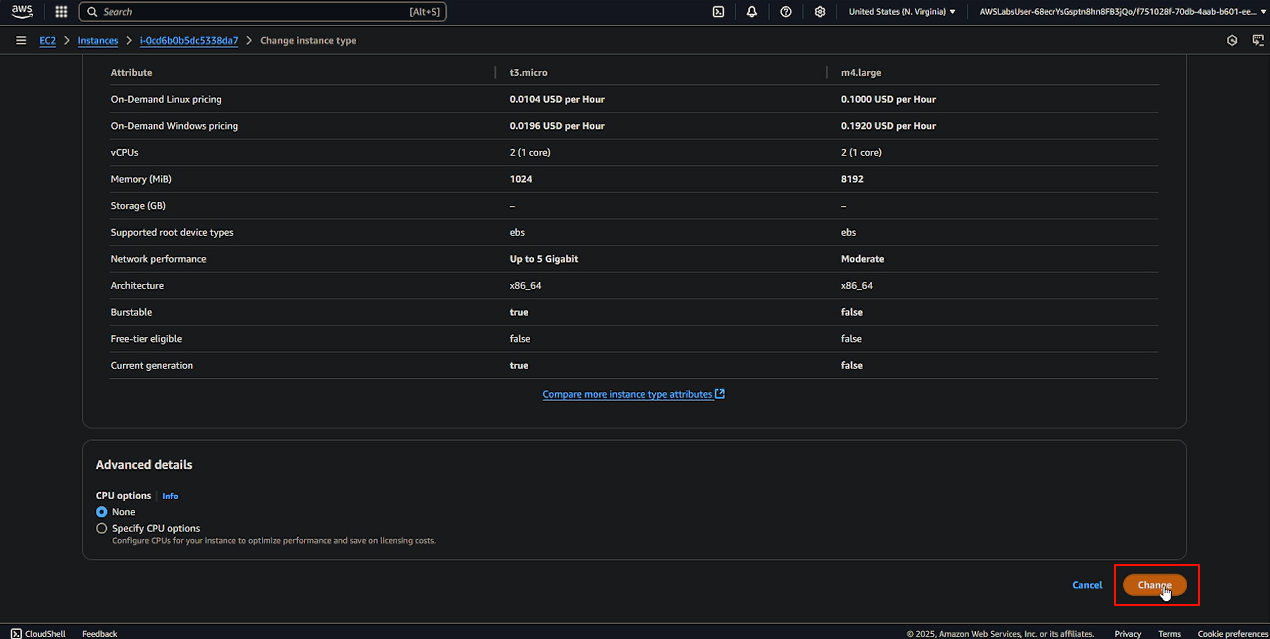 aws Search [Alt+S] United States (N. Virginia) AWSLabsUser-68ecrYsGsptn8hn8FB3jQo/f751028f-70db-4aab-b601-ee...
EC2 > Instances > i-0cd6b0b5dc5338da7 > Change instance type
Attribute t3.micro m4.large
On-Demand Linux pricing 0.0104 USD per Hour 0.1000 USD per Hour
On-Demand Windows pricing 0.0196 USD per Hour 0.1920 USD per Hour
vCPUs 2 (1 core) 2 (1 core)
Memory (MiB) 1024 8192
Storage (GB) – –
Supported root device types ebs ebs
Network performance Up to 5 Gigabit Moderate
Architecture x86_64 x86_64
Burstable true false
Free-tier eligible false false
Current generation true false
Compare more instance type attributes
Advanced details
CPU options Info
None
Specify CPU options
Configure CPUs for your instance to optimize performance and save on licensing costs.
Cancel Change
CloudShell Feedback © 2025, Amazon Web Services, Inc. or its affiliates. Privacy Terms Cookie preferences